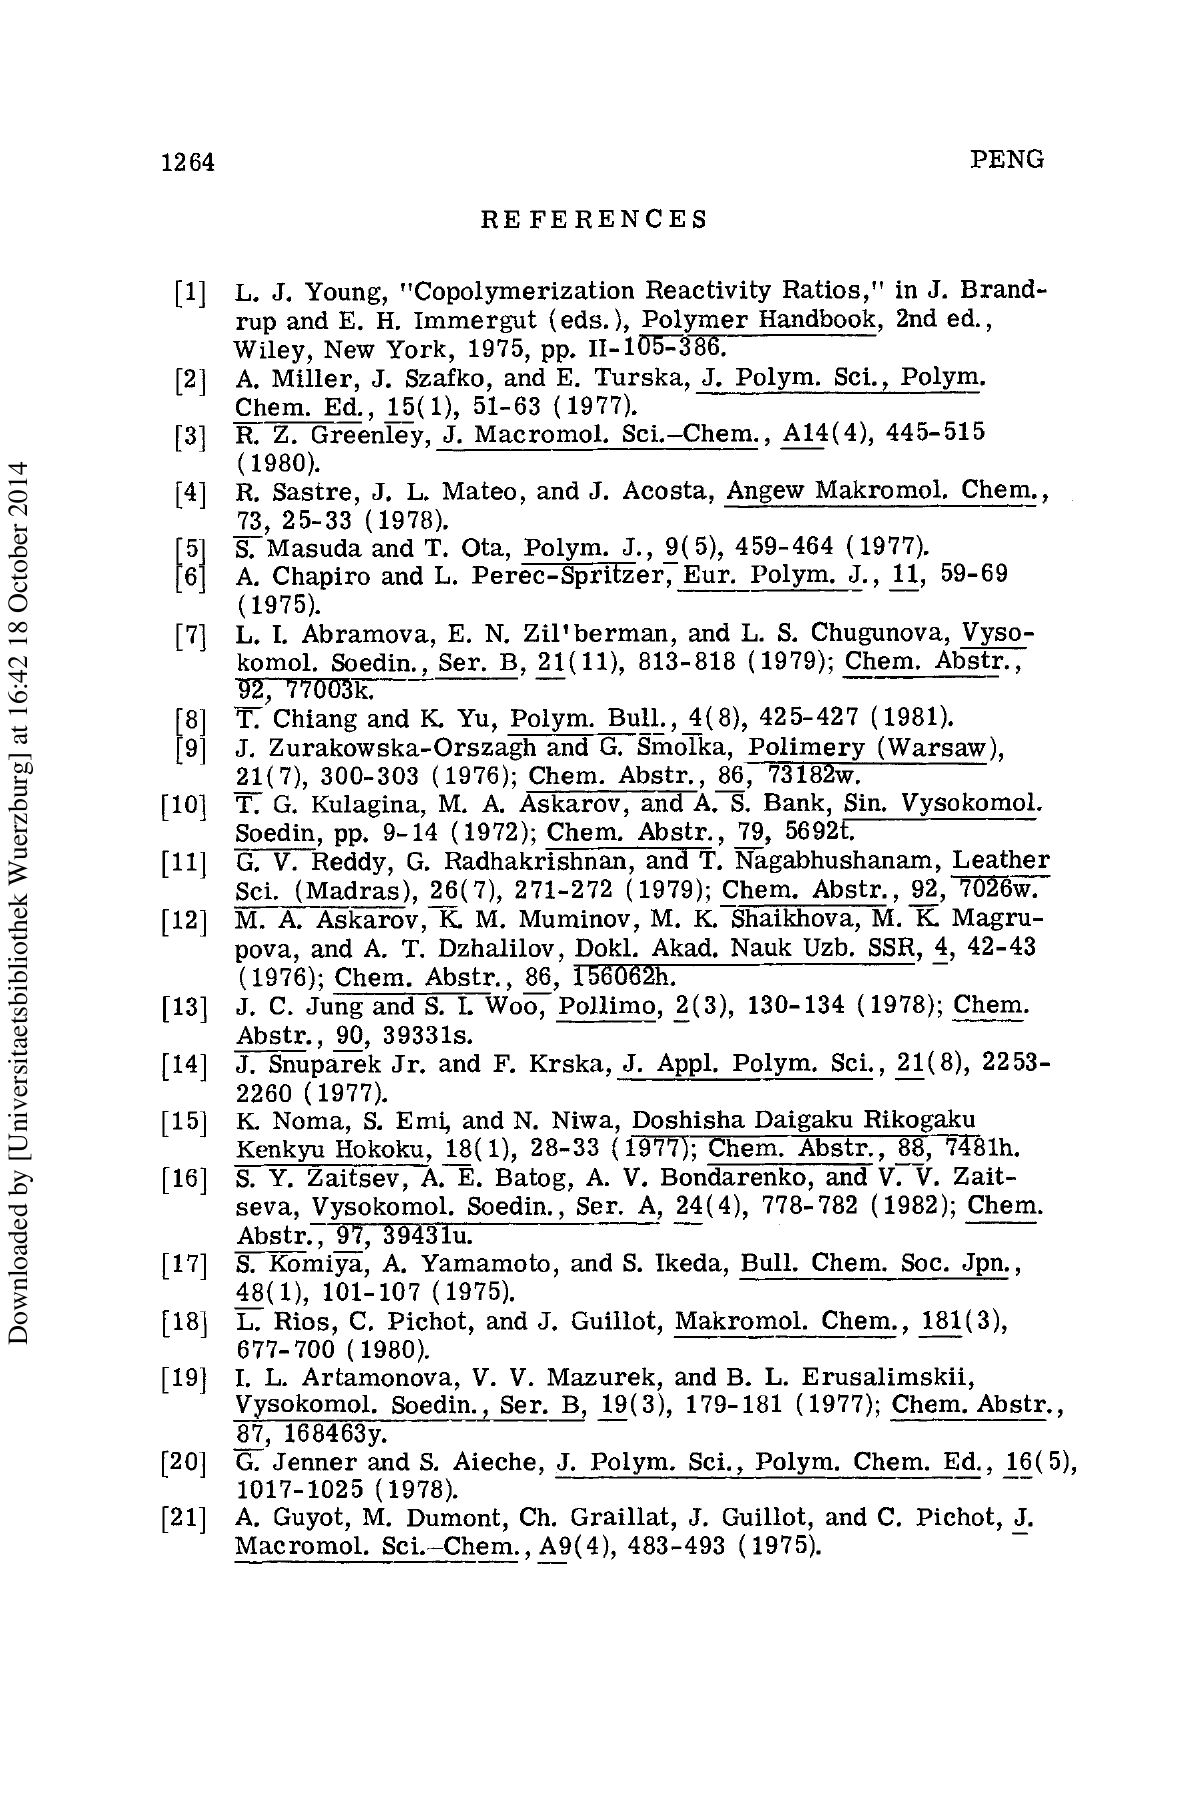 1264
PENG
REFERENCES
[1] L. J. Young, "Copolymerization Reactivity Ratios," in J. Brand-
rup and E. H. Immergut (eds.), Polymer Handbook, 2nd ed.,
Wiley, New York, 1975, pp. II-105-386.
[2] A. Miller, J. Szafko, and E. Turska, J. Polym. Sci., Polym.
Chem. Ed., 15(1), 51-63 (1977).
[3] R. Z. Greenley, J. Macromol. Sci.—Chem., A14(4), 445-515
(1980).
[4] R. Sastre, J. L. Mateo, and J. Acosta, Angew Makromol. Chem.,
73, 25-33 (1978).
[5] S. Masuda and T. Ota, Polym. J., 9(5), 459-464 (1977).
[6] A. Chapiro and L. Perec-Spritzer, Eur. Polym. J., 11, 59-69
(1975).
[7] L. I. Abramova, E. N. Zil'berman, and L. S. Chugunova, Vyso-
komol. Soedin., Ser. B, 21(11), 813-818 (1979); Chem. Abstr.,
92, 77003k.
[8] T. Chiang and K. Yu, Polym. Bull., 4(8), 425-427 (1981).
[9] J. Zurakowska-Orszagh and G. Smolka, Polimery (Warsaw),
21(7), 300-303 (1976); Chem. Abstr., 86, 73182w.
[10] T. G. Kulagina, M. A. Askarov, and A. S. Bank, Sin. Vysokomol.
Soedin, pp. 9-14 (1972); Chem. Abstr., 79, 5692t.
[11] G. V. Reddy, G. Radhakrishnan, and T. Nagabhushanam, Leather
Sci. (Madras), 26(7), 271-272 (1979); Chem. Abstr., 92, 7026w.
[12] M. A. Askarov, K. M. Muminov, M. K. Shaikhova, M. K. Magru-
pova, and A. T. Dzhalilov, Dokl. Akad. Nauk Uzb. SSR, 4, 42-43
(1976); Chem. Abstr., 86, 156062h.
[13] J. C. Jung and S. I. Woo, Pollimo, 2(3), 130-134 (1978); Chem.
Abstr., 90, 39331s.
[14] J. Snuparek Jr. and F. Krska, J. Appl. Polym. Sci., 21(8), 2253-
2260 (1977).
[15] K. Noma, S. Emi, and N. Niwa, Doshisha Daigaku Rikogaku
Kenkyu Hokoku, 18(1), 28-33 (1977); Chem. Abstr., 88, 7481h.
[16] S. Y. Zaitsev, A. E. Batog, A. V. Bondarenko, and V. V. Zait-
seva, Vysokomol. Soedin., Ser. A, 24(4), 778-782 (1982); Chem.
Abstr., 97, 39431u.
[17] S. Komiya, A. Yamamoto, and S. Ikeda, Bull. Chem. Soc. Jpn.,
48(1), 101-107 (1975).
[18] L. Rios, C. Pichot, and J. Guillot, Makromol. Chem., 181(3),
677-700 (1980).
[19] I. L. Artamonova, V. V. Mazurek, and B. L. Erusalimskii,
Vysokomol. Soedin., Ser. B, 19(3), 179-181 (1977); Chem. Abstr.,
87, 168463y.
[20] G. Jenner and S. Aieche, J. Polym. Sci., Polym. Chem. Ed., 16(5),
1017-1025 (1978).
[21] A. Guyot, M. Dumont, Ch. Graillat, J. Guillot, and C. Pichot, J.
Macromol. Sci.—Chem., A9(4), 483-493 (1975).
Downloaded by [Universitaetsbibliothek Wuerzburg] at 16:42 18 October 2014